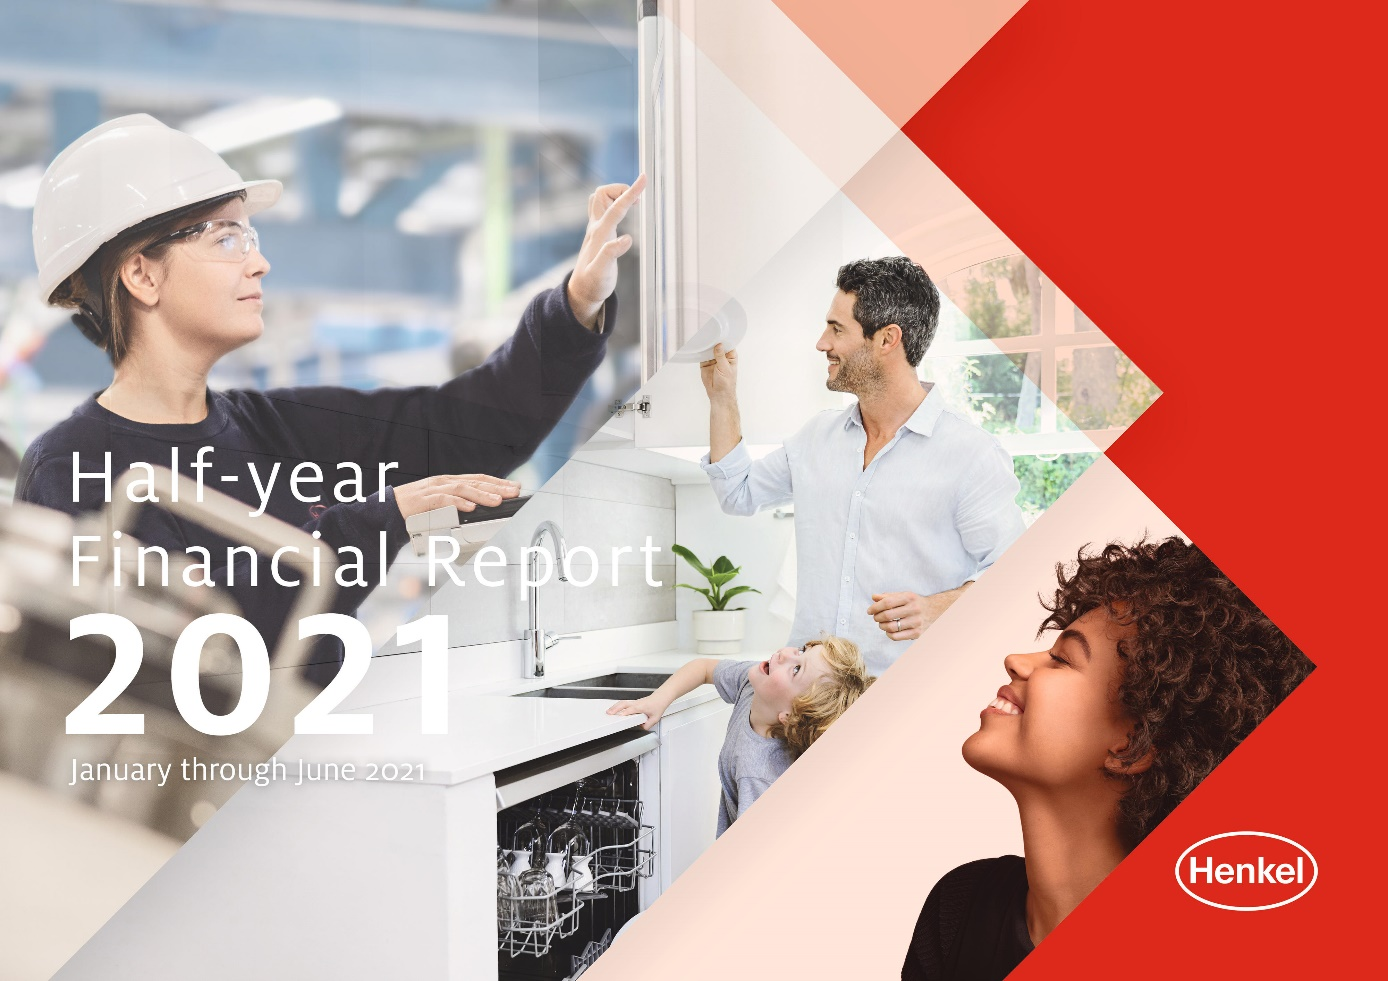 Half-year
Financial Report
2021
January through June 2021
Henkel